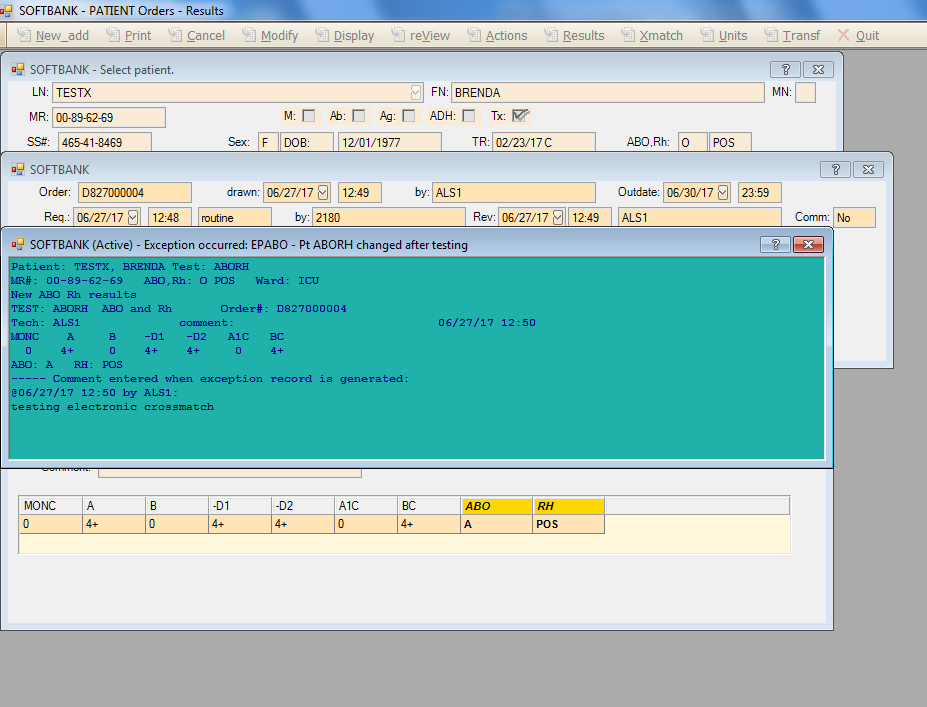 SOFTBANK - PATIENT Orders - Results
New_add Print Cancel Modify Display reView Actions Results Xmatch Units Transf Quit
SOFTBANK - Select patient.
LN: TESTX FN: BRENDA MN:
MR: 00-89-62-69 M: Ab: Ag: ADH: Tx:
SS#: 465-41-8469 Sex: F DOB: 12/01/1977 TR: 02/23/17 C ABO,Rh: O POS
SOFTBANK
Order: D827000004 drawn: 06/27/17 12:49 by: ALS1 Outdate: 06/30/17 23:59
Req.: 06/27/17 12:48 routine by: 2180 Rev: 06/27/17 12:49 ALS1 Comm: No
SOFTBANK (Active) - Exception occurred: EPABO - Pt ABORH changed after testing
Patient: TESTX, BRENDA Test: ABORH
MR#: 00-89-62-69 ABO,Rh: O POS Ward: ICU
New ABO Rh results
TEST: ABORH ABO and Rh Order#: D827000004
Tech: ALS1 comment: 06/27/17 12:50
MONC A B -D1 -D2 A1C BC
0 4+ 0 4+ 4+ 0 4+
ABO: A RH: POS
----- Comment entered when exception record is generated:
@06/27/17 12:50 by ALS1:
testing electronic crossmatch
Comment:
MONC A B -D1 -D2 A1C BC ABO RH
0 4+ 0 4+ 4+ 0 4+ A POS